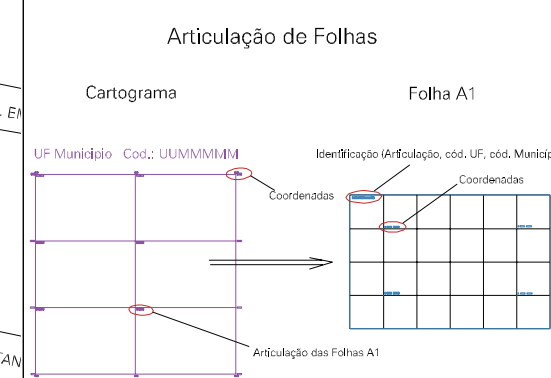 Articulação de Folhas
Cartograma
Folha A1
UF Municipio Cod.: UUMMMMM
Identificação (Articulação, cód. UF, cód. Municíp
Coordenadas
Coordenadas
Articulação das Folhas A1